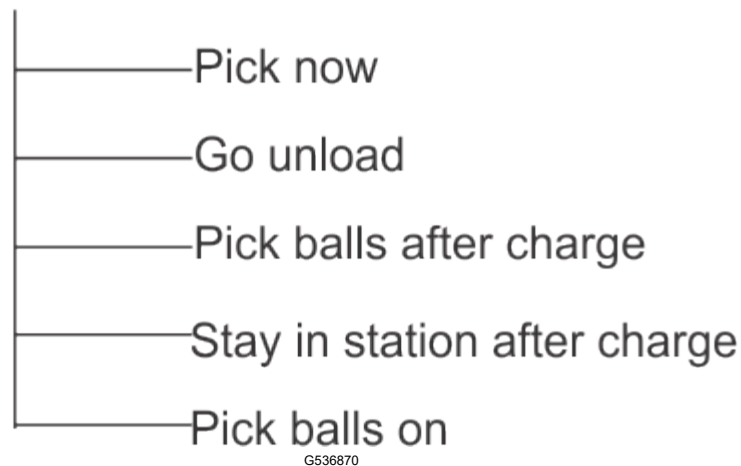 Pick now
Go unload
Pick balls after charge
Stay in station after charge
Pick balls on
G536870